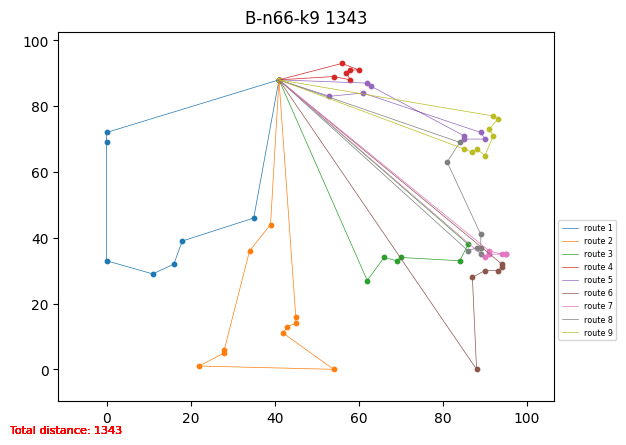 B-n66-k9 1343
100
80
60
40
20
0
0 20 40 60 80 100
route 1
route 2
route 3
route 4
route 5
route 6
route 7
route 8
route 9
Total distance: 1343